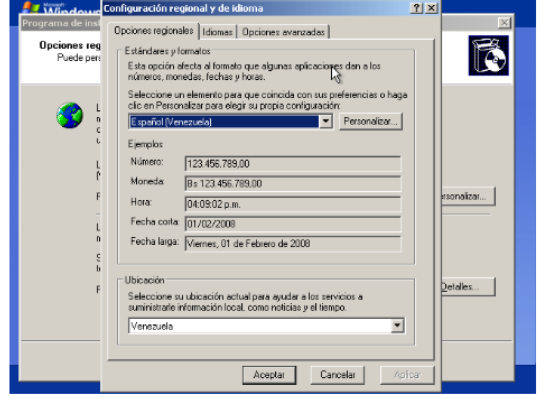 Microsoft
Windows
Configuración regional y de idioma
Programa de ins
Opciones reg
Puede pers
Opciones regionales
Idiomas
Opciones avanzadas
Estándares y formatos
Esta opción afecta al formato que algunas aplicaciones dan a los
números, monedas, fechas y horas.
Seleccione un elemento para que coincida con sus preferencias o haga
clic en Personalizar para elegir su propia configuración:
Español (Venezuela)
Personalizar...
Ejemplos
Número: 123.456.789,00
Moneda: Bs 123.456.789,00
Hora: 04:09:02 p.m.
Fecha corta: 01/02/2008
Fecha larga: Viernes, 01 de Febrero de 2008
ersonalizar...
Ubicación
Seleccione su ubicación actual para ayudar a los servicios a
suministrarle información local, como noticias y el tiempo.
Venezuela
Detalles...
Aceptar
Cancelar
Aplicar